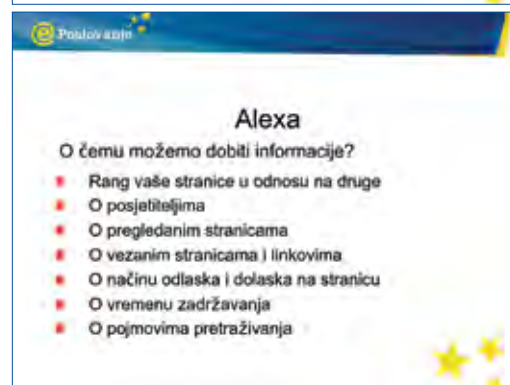 e Poslovanje
Alexa
O čemu možemo dobiti informacije?
Rang vaše stranice u odnosu na druge
O posjetiteljima
O pregledanim stranicama
O vezanim stranicama i linkovima
O načinu odlaska i dolaska na stranicu
O vremenu zadržavanja
O pojmovima pretraživanja